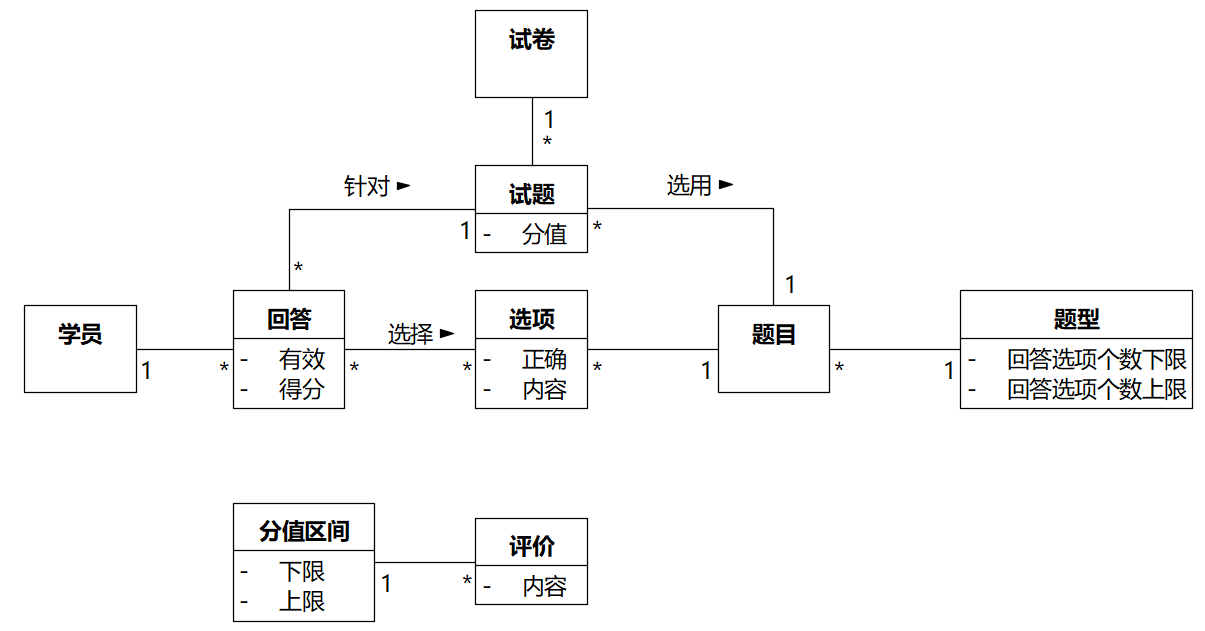 试卷
1
*
针对 ►
选用 ►
试题
- 分值
1
*
*
1
学员
回答
- 有效
- 得分
选择 ►
选项
- 正确
- 内容
题目
题型
- 回答选项个数下限
- 回答选项个数上限
1
*
*
*
*
1
*
1
分值区间
- 下限
- 上限
评价
- 内容
1
*